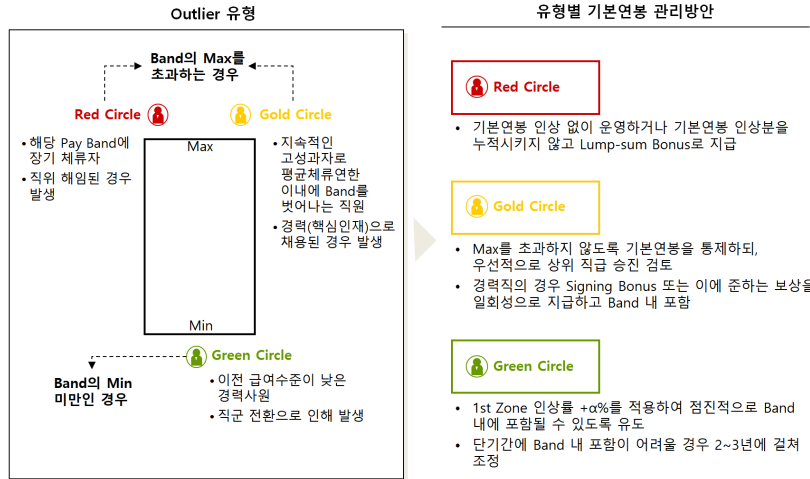 Outlier 유형
Band의 Max를
초과하는 경우
Red Circle
Gold Circle
• 해당 Pay Band에
장기 체류자
• 직위 해임된 경우
발생
Max
Min
• 지속적인
고성과자로
평균체류연한
이내에 Band를
벗어나는 직원
• 경력(핵심인재)으로
채용된 경우 발생
Green Circle
Band의 Min
미만인 경우
• 이전 급여수준이 낮은
경력사원
• 직군 전환으로 인해 발생
유형별 기본연봉 관리방안
Red Circle
• 기본연봉 인상 없이 운영하거나 기본연봉 인상분을
누적시키지 않고 Lump-sum Bonus로 지급
Gold Circle
• Max를 초과하지 않도록 기본연봉을 통제하되,
우선적으로 상위 직급 승진 검토
• 경력직의 경우 Signing Bonus 또는 이에 준하는 보상을
일회성으로 지급하고 Band 내 포함
Green Circle
• 1st Zone 인상률 +α%를 적용하여 점진적으로 Band
내에 포함될 수 있도록 유도
• 단기간에 Band 내 포함이 어려울 경우 2~3년에 걸쳐
조정